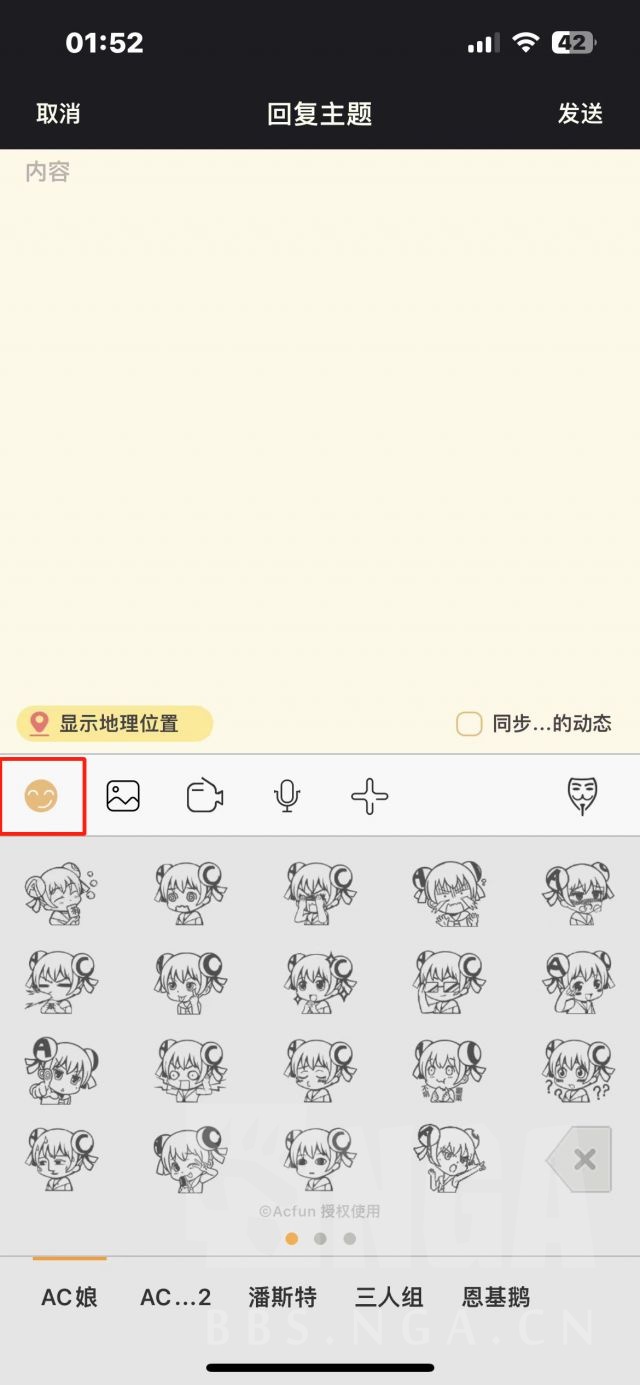 01:52
42
取消
回复主题
发送
内容
显示地理位置
同步...的动态
©Acfun 授权使用
NGA
AC娘
AC...2
潘斯特
三人组
恩基鹅
BBS.NGA.CN